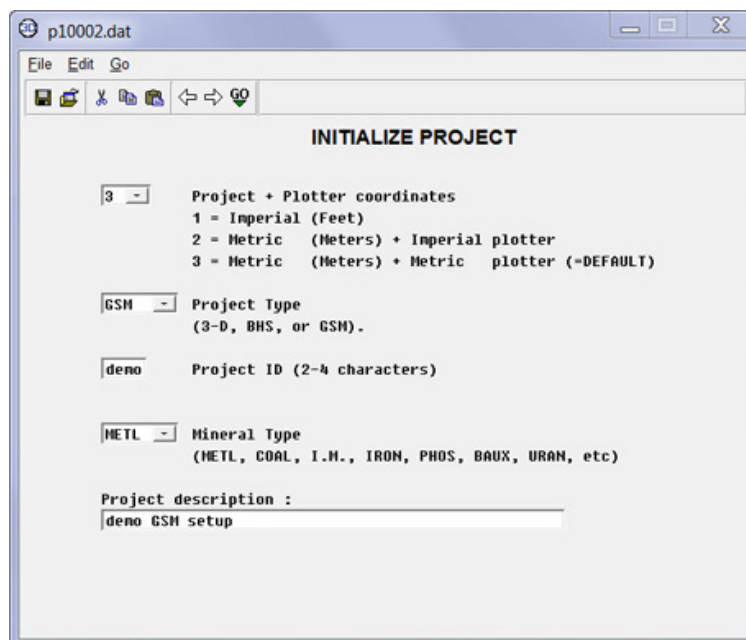 p10002.dat
File Edit Go
GO
INITIALIZE PROJECT
3 Project + Plotter coordinates
1 = Imperial (Feet)
2 = Metric (Meters) + Imperial plotter
3 = Metric (Meters) + Metric plotter (=DEFAULT)
GSM Project Type
(3-D, BHS, or GSM).
demo Project ID (2-4 characters)
METL Mineral Type
(METL, COAL, I.M., IRON, PHOS, BAUX, URAN, etc)
Project description :
demo GSM setup